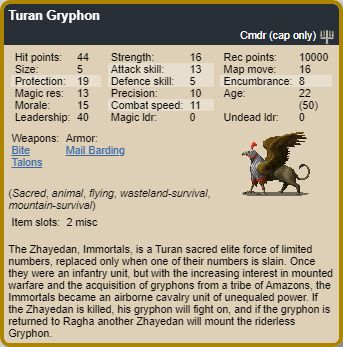 Turan Gryphon
Cmdr (cap only)
Hit points: 44 Strength: 16 Rec points: 10000
Size: 5 Attack skill: 13 Map move: 16
Protection: 19 Defence skill: 5 Encumbrance: 8
Magic res: 13 Precision: 10 Age: 22
Morale: 15 Combat speed: 11 (50)
Leadership: 40 Magic ldr: 0 Undead ldr: 0
Weapons: Armor:
Bite Mail Barding
Talons
(Sacred, animal, flying, wasteland-survival,
mountain-survival)
Item slots: 2 misc
The Zhayedan, Immortals, is a Turan sacred elite force of limited
numbers, replaced only when one of their numbers is slain. Once
they were an infantry unit, but with the increasing interest in mounted
warfare and the acquisition of gryphons from a tribe of Amazons, the
Immortals became an airborne cavalry unit of unequaled power. If
the Zhayedan is killed, his gryphon will fight on, and if the gryphon is
returned to Ragha another Zhayedan will mount the riderless
Gryphon.